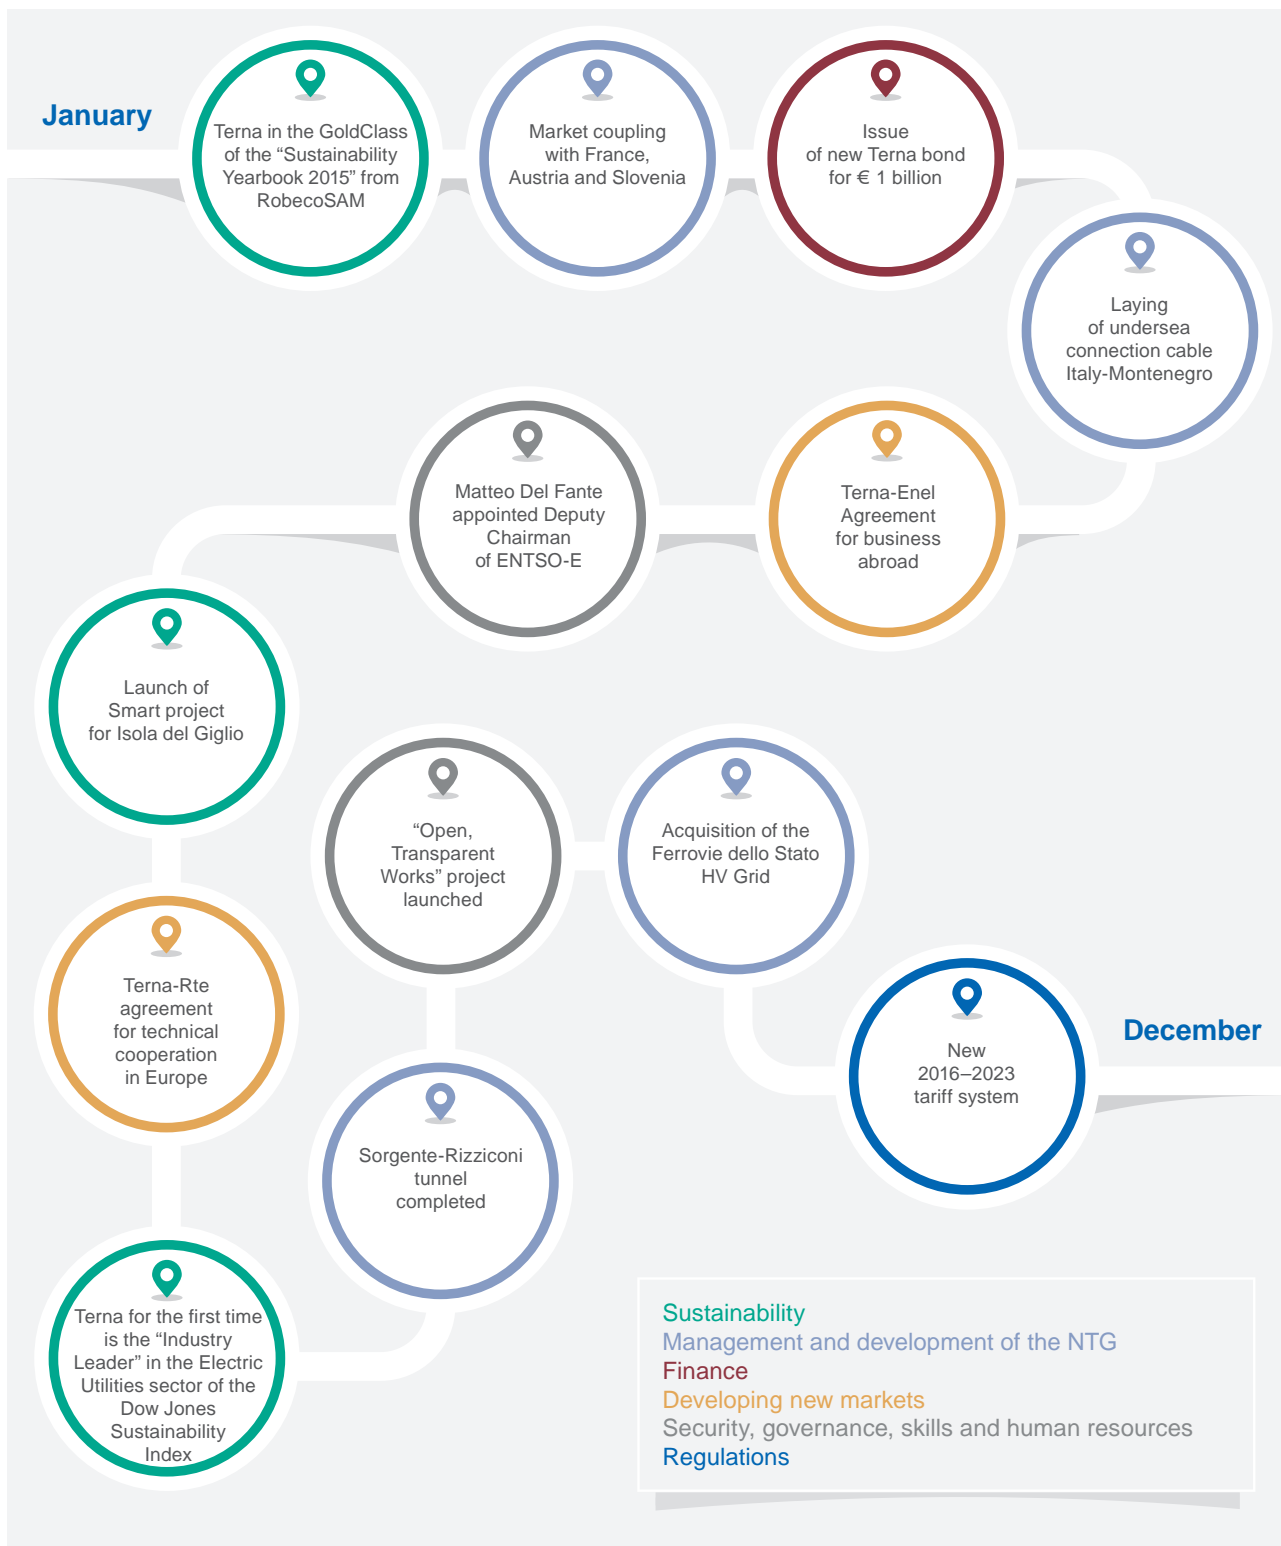 January
Terna in the GoldClass
of the “Sustainability
Yearbook 2015” from
RobecoSAM
Market coupling
with France,
Austria and Slovenia
Issue
of new Terna bond
for € 1 billion
Laying
of undersea
connection cable
Italy-Montenegro
Terna-Enel
Agreement
for business
abroad
Matteo Del Fante
appointed Deputy
Chairman
of ENTSO-E
Launch of
Smart project
for Isola del Giglio
Terna-Rte
agreement
for technical
cooperation
in Europe
Terna for the first time
is the “Industry
Leader” in the Electric
Utilities sector of the
Dow Jones
Sustainability
Index
Sorgente-Rizziconi
tunnel
completed
“Open,
Transparent
Works” project
launched
Acquisition of the
Ferrovie dello Stato
HV Grid
New
2016–2023
tariff system
December
Sustainability
Management and development of the NTG
Finance
Developing new markets
Security, governance, skills and human resources
Regulations